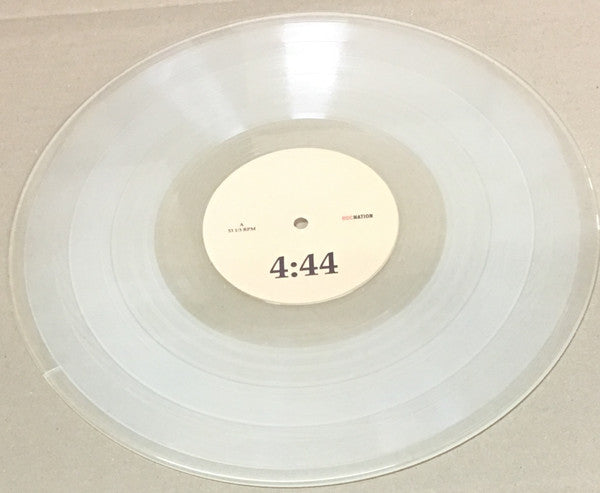 A
33 1/3 RPM
ROCNATION
4:44